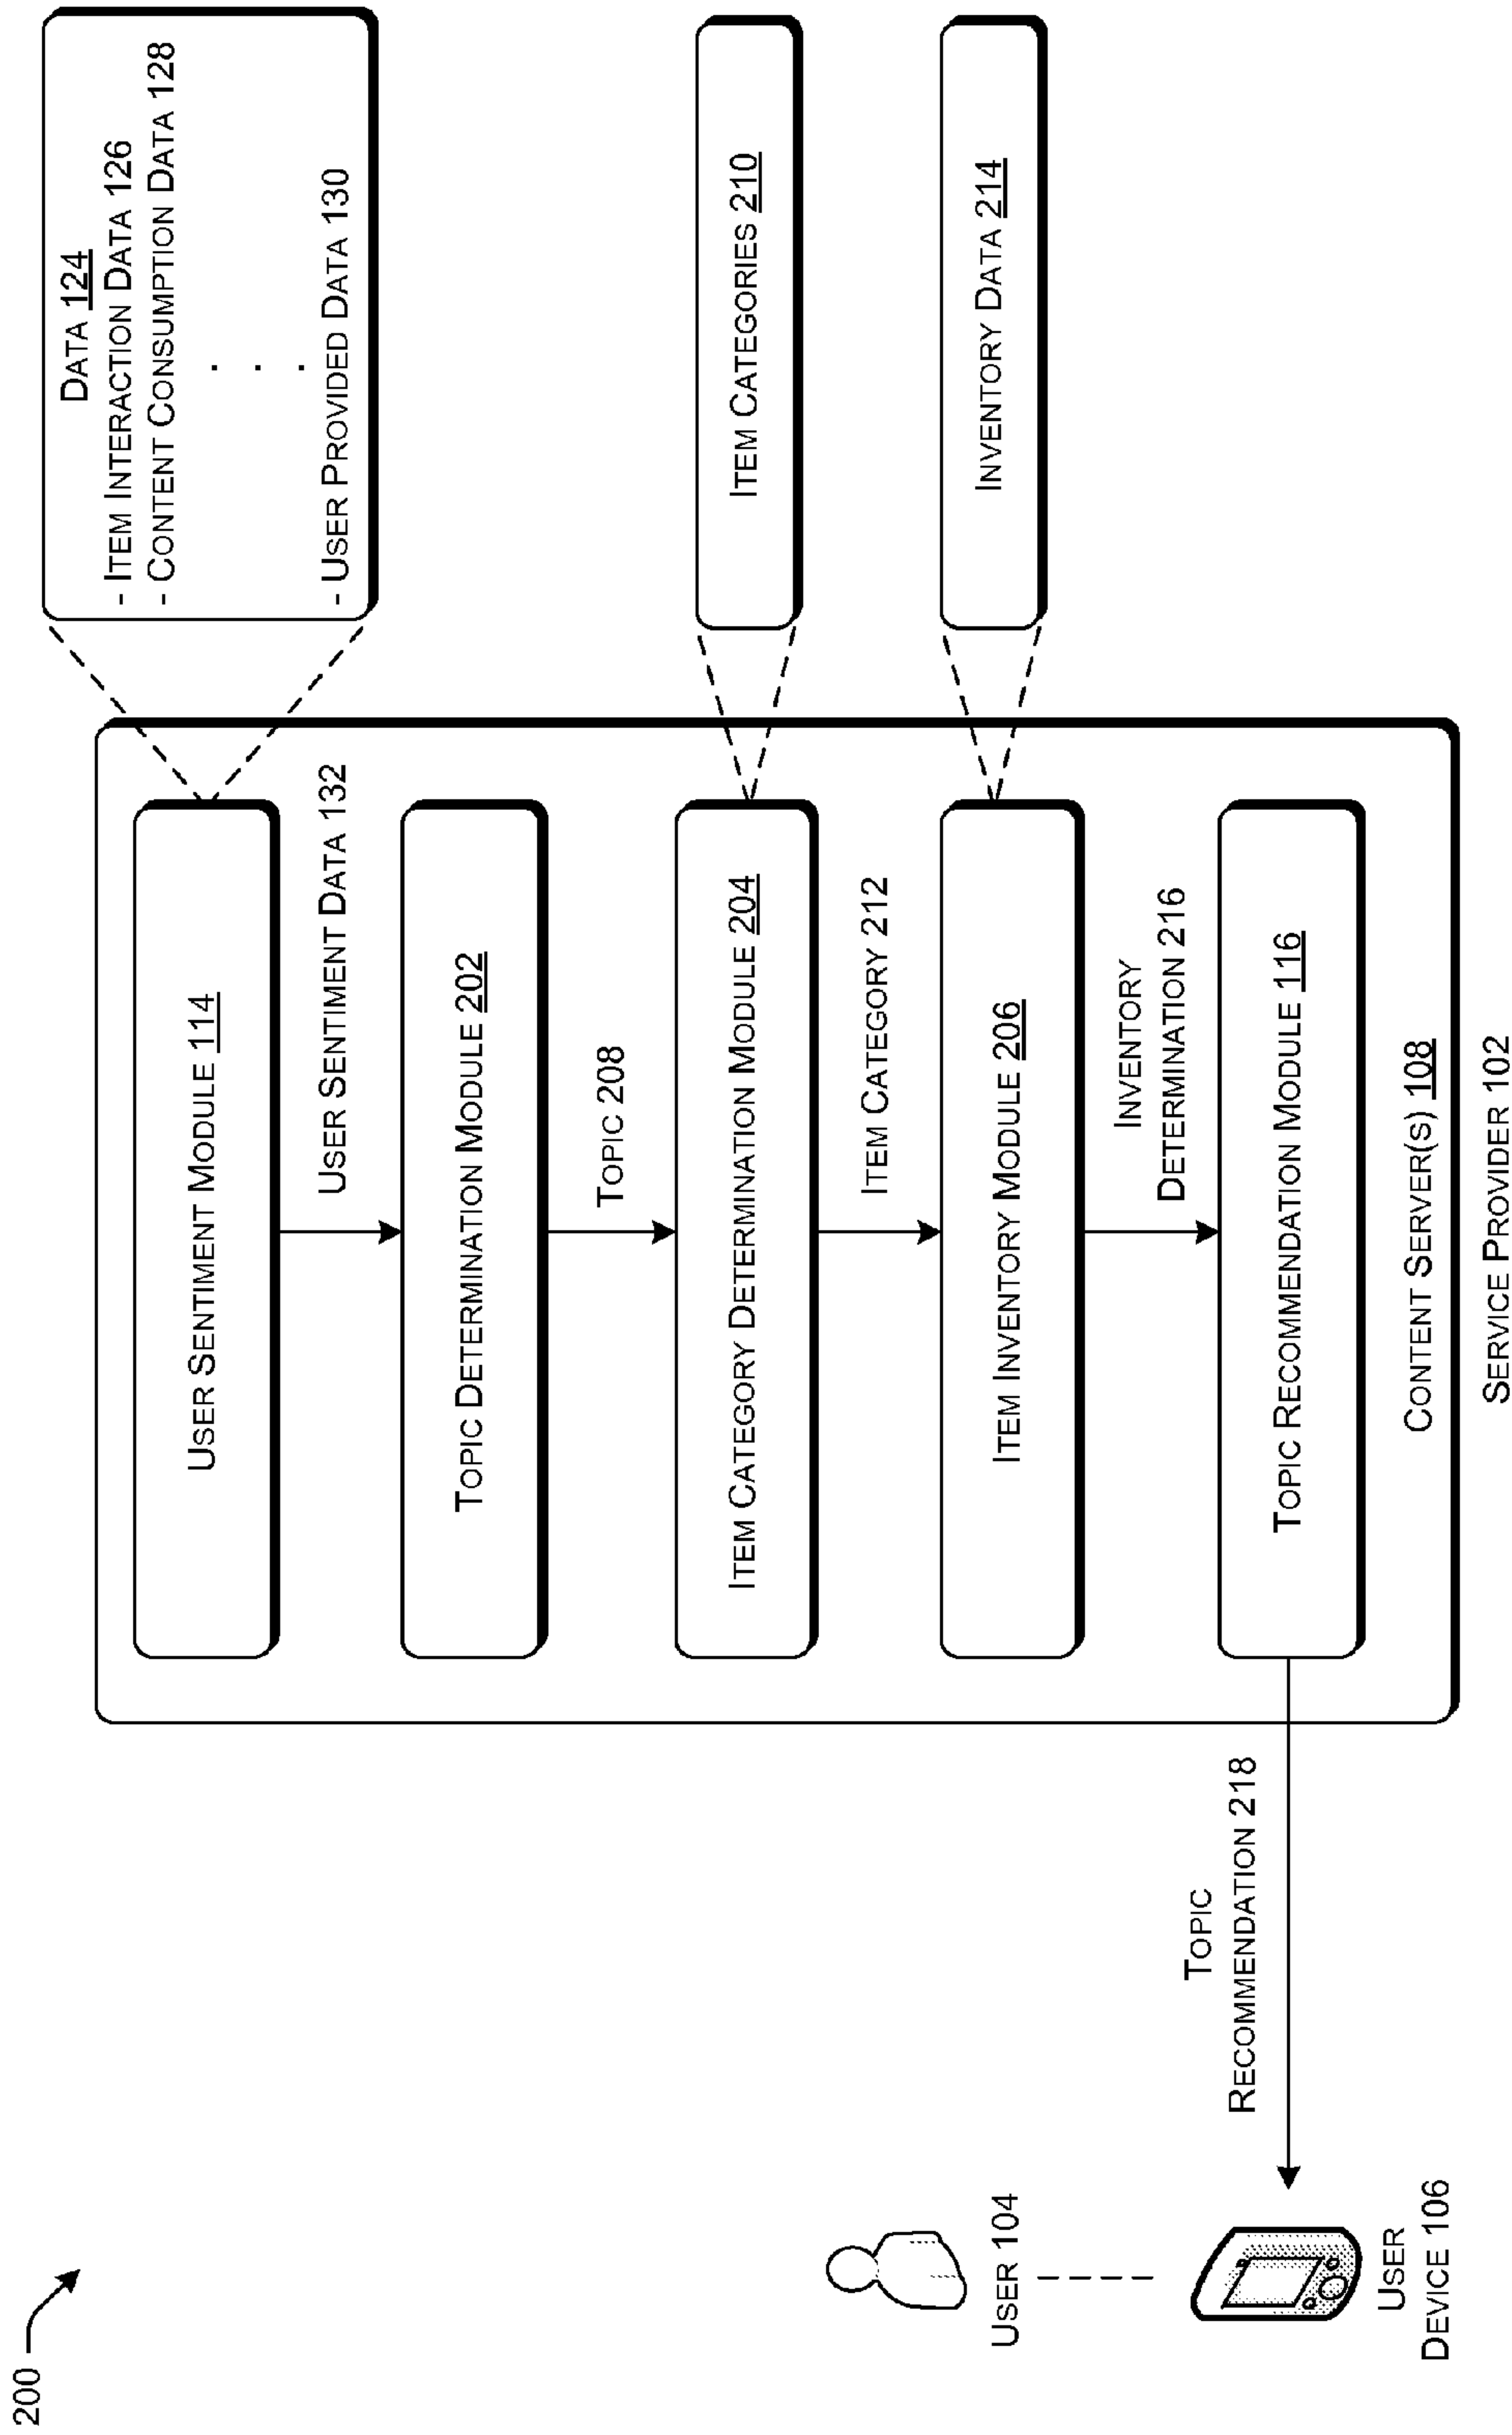 200
DATA 124
- ITEM INTERACTION DATA 126
- CONTENT CONSUMPTION DATA 128
.
.
.
- USER PROVIDED DATA 130
USER SENTIMENT MODULE 114
USER SENTIMENT DATA 132
TOPIC DETERMINATION MODULE 202
TOPIC 208
ITEM CATEGORIES 210
ITEM CATEGORY DETERMINATION MODULE 204
ITEM CATEGORY 212
INVENTORY DATA 214
ITEM INVENTORY MODULE 206
INVENTORY
DETERMINATION 216
TOPIC RECOMMENDATION MODULE 116
CONTENT SERVER(S) 108
SERVICE PROVIDER 102
TOPIC
RECOMMENDATION 218
USER 104
USER
DEVICE 106